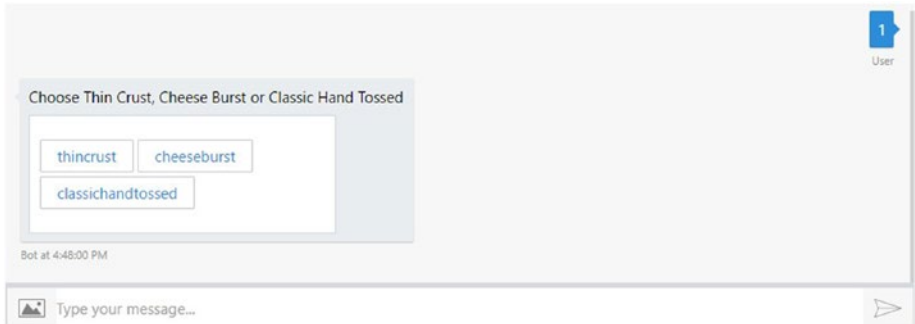 1
User
Choose Thin Crust, Cheese Burst or Classic Hand Tossed
thincrust cheeseburst
classichandtossed
Bot at 4:48:00 PM
Type your message...